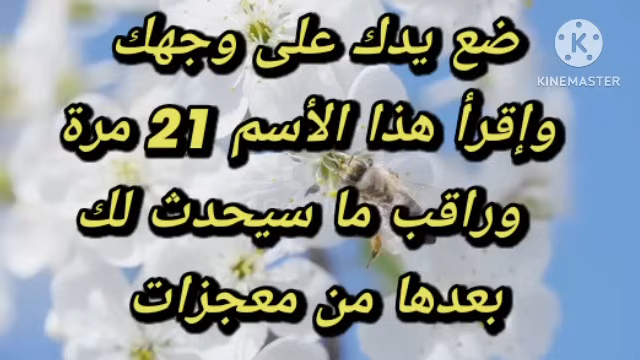 ضع يدك على وجهك
وإقرأ هذا الأسم 21 مرة
وراقب ما سيحدث لك
بعدها من معجزات
KINEMASTER